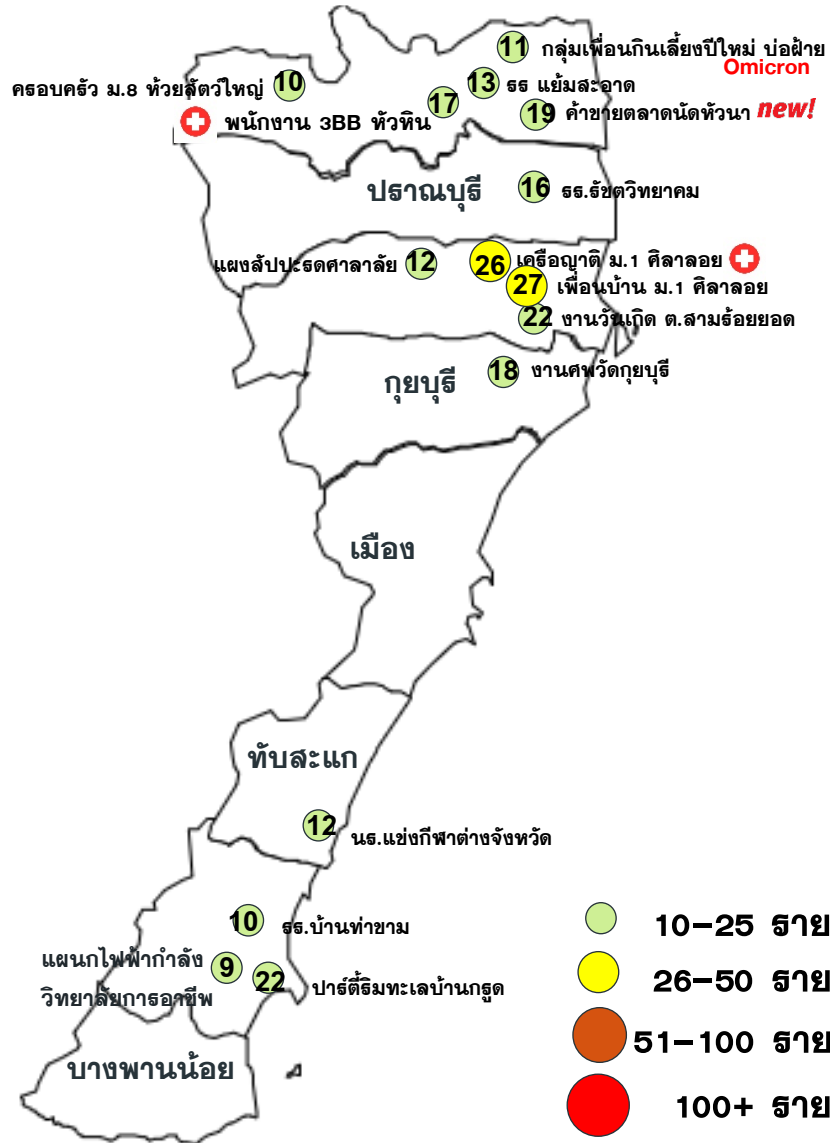 11 กลุ่มเพื่อนกินเลี้ยงปีใหม่ บ่อฝ้าย
Omicron
ครอบครัว ม.8 ห้วยสัตว์ใหญ่ 10
13 รร แย้มสะอาด
พนักงาน 3BB หัวหิน 17
19 ค้าขายตลาดนัดหัวนา new!
ปราณบุรี
16 รร.รัชตวิทยาคม
แผงสัปปะรดศาลาลัย 12
26 เครือญาติ ม.1 ศิลาลอย
27 เพื่อนบ้าน ม.1 ศิลาลอย
22 งานวันเกิด ต.สามร้อยยอด
กุยบุรี
18 งานศพวัดกุยบุรี
เมือง
ทับสะแก
12 นร.แข่งกีฬาต่างจังหวัด
10 รร.บ้านท่าขาม
แผนกไฟฟ้ากำลัง
วิทยาลัยการอาชีพ
9
22 ปาร์ตี้ริมทะเลบ้านกรูด
บางพานน้อย
10-25 ราย
26-50 ราย
51-100 ราย
100+ ราย